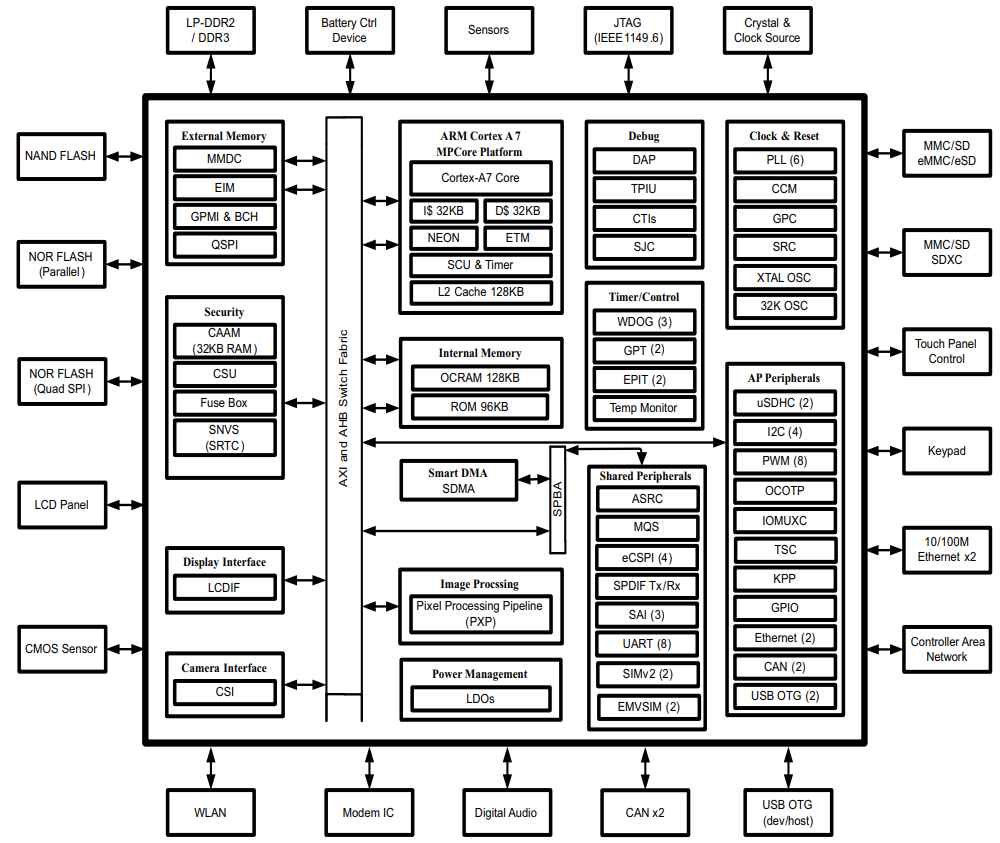 LP-DDR2
/ DDR3
Battery Ctrl
Device
Sensors
JTAG
(IEEE1149.6)
Crystal &
Clock Source
NAND FLASH
NOR FLASH
(Parallel)
NOR FLASH
(Quad SPI)
LCD Panel
CMOS Sensor
External Memory
MMDC
EIM
GPMI & BCH
QSPI
Security
CAAM
(32KB RAM)
CSU
Fuse Box
SNVS
(SRTC)
Display Interface
LCDIF
Camera Interface
CSI
AXI and AHB Switch Fabric
ARM Cortex A 7
MPCore Platform
Cortex-A7 Core
I$ 32KB
D$ 32KB
NEON
ETM
SCU & Timer
L2 Cache 128KB
Internal Memory
OCRAM 128KB
ROM 96KB
Smart DMA
SDMA
SPBA
Image Procssing
Pixel Processing Pipeline
(PXP)
Power Management
LDOs
Debug
DAP
TPIU
CTIs
SJC
Timer/Control
WDOG (3)
GPT (2)
EPIT (2)
Temp Monitor
Shared Peripherals
ASRC
MQS
eCSPI (4)
SPDIF Tx/Rx
SAI (3)
UART (8)
SIMv2 (2)
EMVSIM (2)
Clock & Reset
PLL (6)
CCM
GPC
SRC
XTAL OSC
32K OSC
AP Peripherals
uSDHC (2)
I2C (4)
PWM (8)
OCOTP
IOMUXC
TSC
KPP
GPIO
Ethernet (2)
CAN (2)
USB OTG (2)
MMC/SD
eMMC/eSD
MMC/SD
SDXC
Touch Panel
Control
Keypad
10/100M
Ethernet x2
Controller Area
Network
WLAN
Modem IC
Digital Audio
CAN x2
USB OTG
(dev/host)